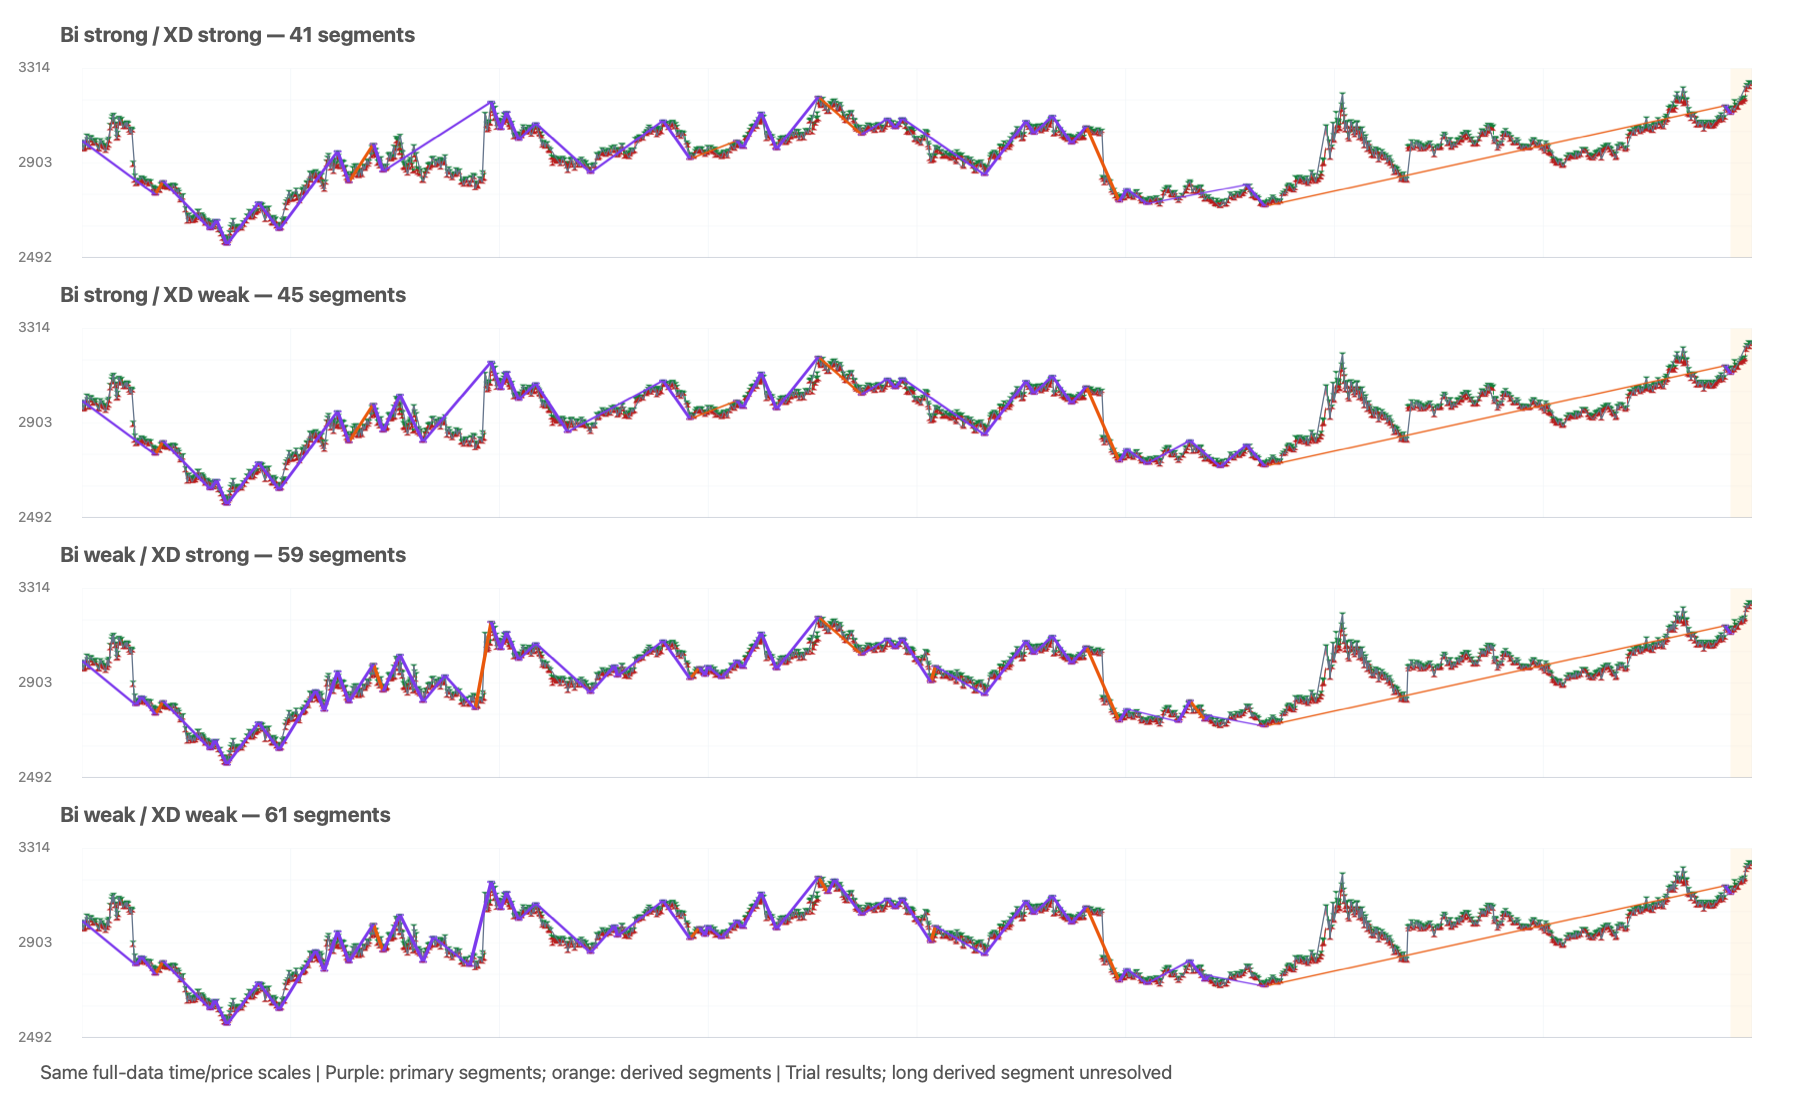 Bi strong / XD strong — 41 segments
3314
2903
2492
Bi strong / XD weak — 45 segments
3314
2903
2492
Bi weak / XD strong — 59 segments
3314
2903
2492
Bi weak / XD weak — 61 segments
3314
2903
2492
Same full-data time/price scales | Purple: primary segments; orange: derived segments | Trial results; long derived segment unresolved